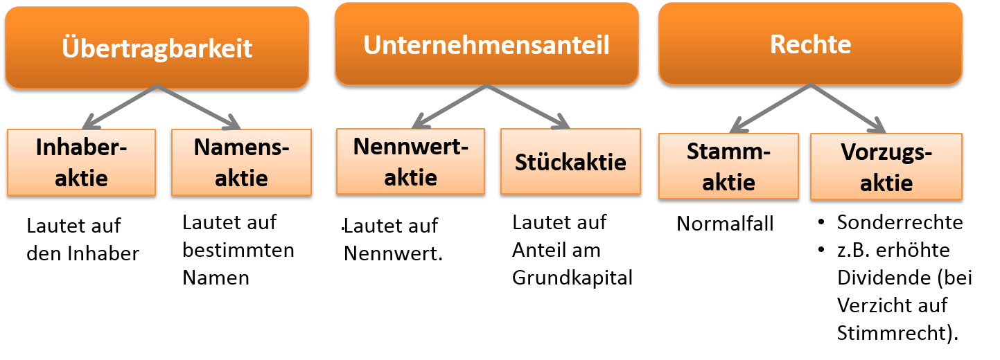 Übertragbarkeit
Inhaber-
aktie
Lautet auf
den Inhaber
Namens-
aktie
Lautet auf
bestimmten
Namen
Unternehmensanteil
Nennwert-
aktie
.Lautet auf
Nennwert.
Stückaktie
Lautet auf
Anteil am
Grundkapital
Rechte
Stamm-
aktie
Normalfall
Vorzugs-
aktie
• Sonderrechte
• z.B. erhöhte
Dividende (bei
Verzicht auf
Stimmrecht).